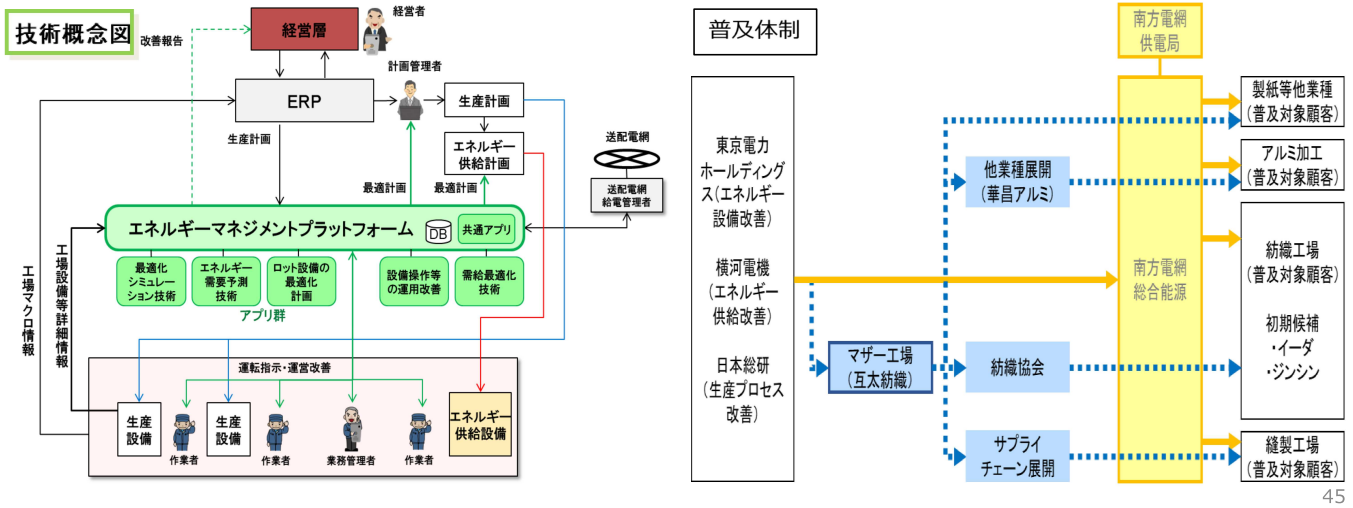 技術概念図
改善報告
経営層
経営者
計画管理者
ERP
生産計画
生産計画
エネルギー
供給計画
送配電網
送配電網
給電管理者
最適計画
最適計画
エネルギーマネジメントプラットフォーム
DB
共通アプリ
最適化
シミュレー
ション技術
エネルギー
需要予測
技術
ロット設備の
最適化
計画
設備操作等
の運用改善
需給最適化
技術
アプリ群
工場マクロ情報
工場設備等詳細情報
運転指示・運営改善
生産
設備
作業者
生産
設備
作業者
業務管理者
作業者
エネルギー
供給設備
普及体制
東京電力
ホールディング
ス(エネルギー
設備改善)
横河電機
(エネルギー
供給改善)
日本総研
(生産プロセス
改善)
マザー工場
(互太紡織)
他業種展開
(華昌アルミ)
紡織協会
サプライ
チェーン展開
南方電網
供電局
南方電網
総合能源
製紙等他業種
(普及対象顧客)
アルミ加工
(普及対象顧客)
紡織工場
(普及対象顧客)
初期候補
・イーダ
・ジンシン
縫製工場
(普及対象顧客)
45